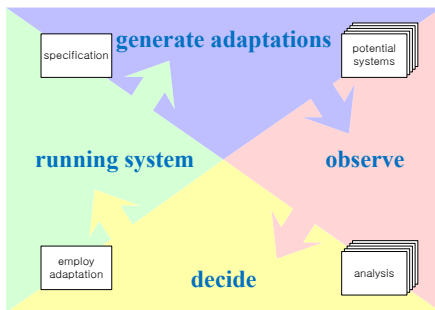 generate adaptations
specification
potential
systems
running system
observe
employ
adaptation
decide
analysis